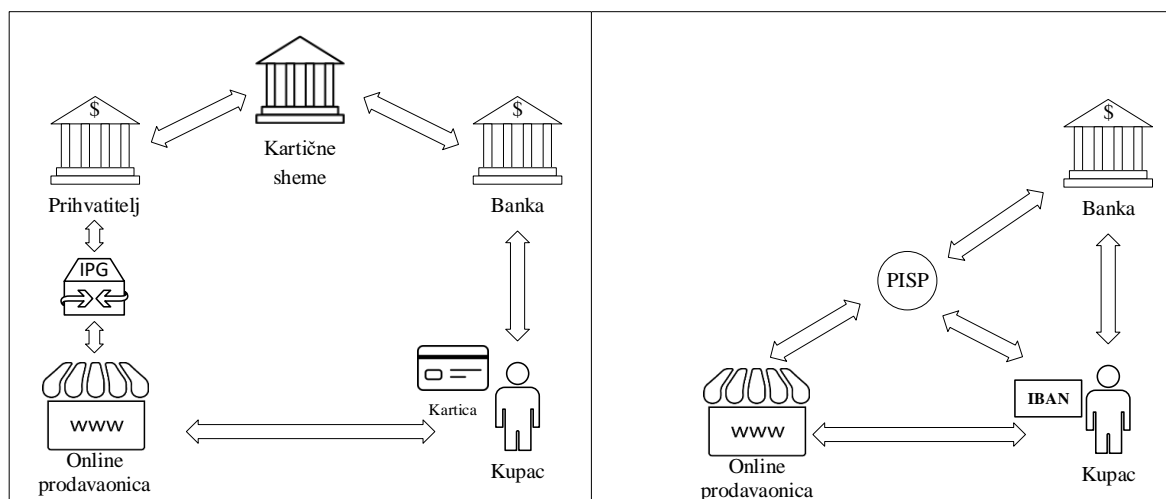 $
Kartične
sheme
$
Prihvatitelj
Banka
IPG
www
Kartica
Online
prodavaonica
Kupac
$
Banka
PISP
IBAN
www
Online
prodavaonica
Kupac